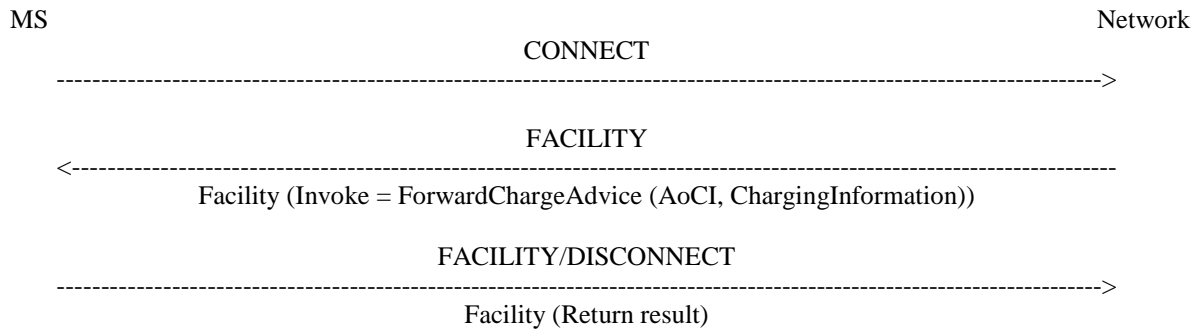 MS Network
CONNECT
FACILITY
Facility (Invoke = ForwardChargeAdvice (AoCI, ChargingInformation))
FACILITY/DISCONNECT
Facility (Return result)